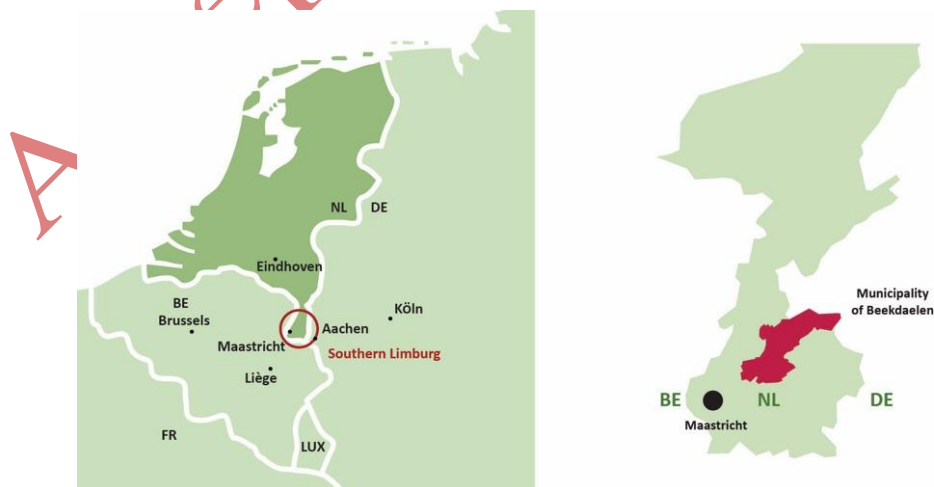 A
NL
DE
Eindhoven
BE
Brussels
Köln
Maastricht
Aachen
Southern Limburg
Liège
FR
LUX
Municipality
of Beekdaelen
BE
NL
DE
Maastricht